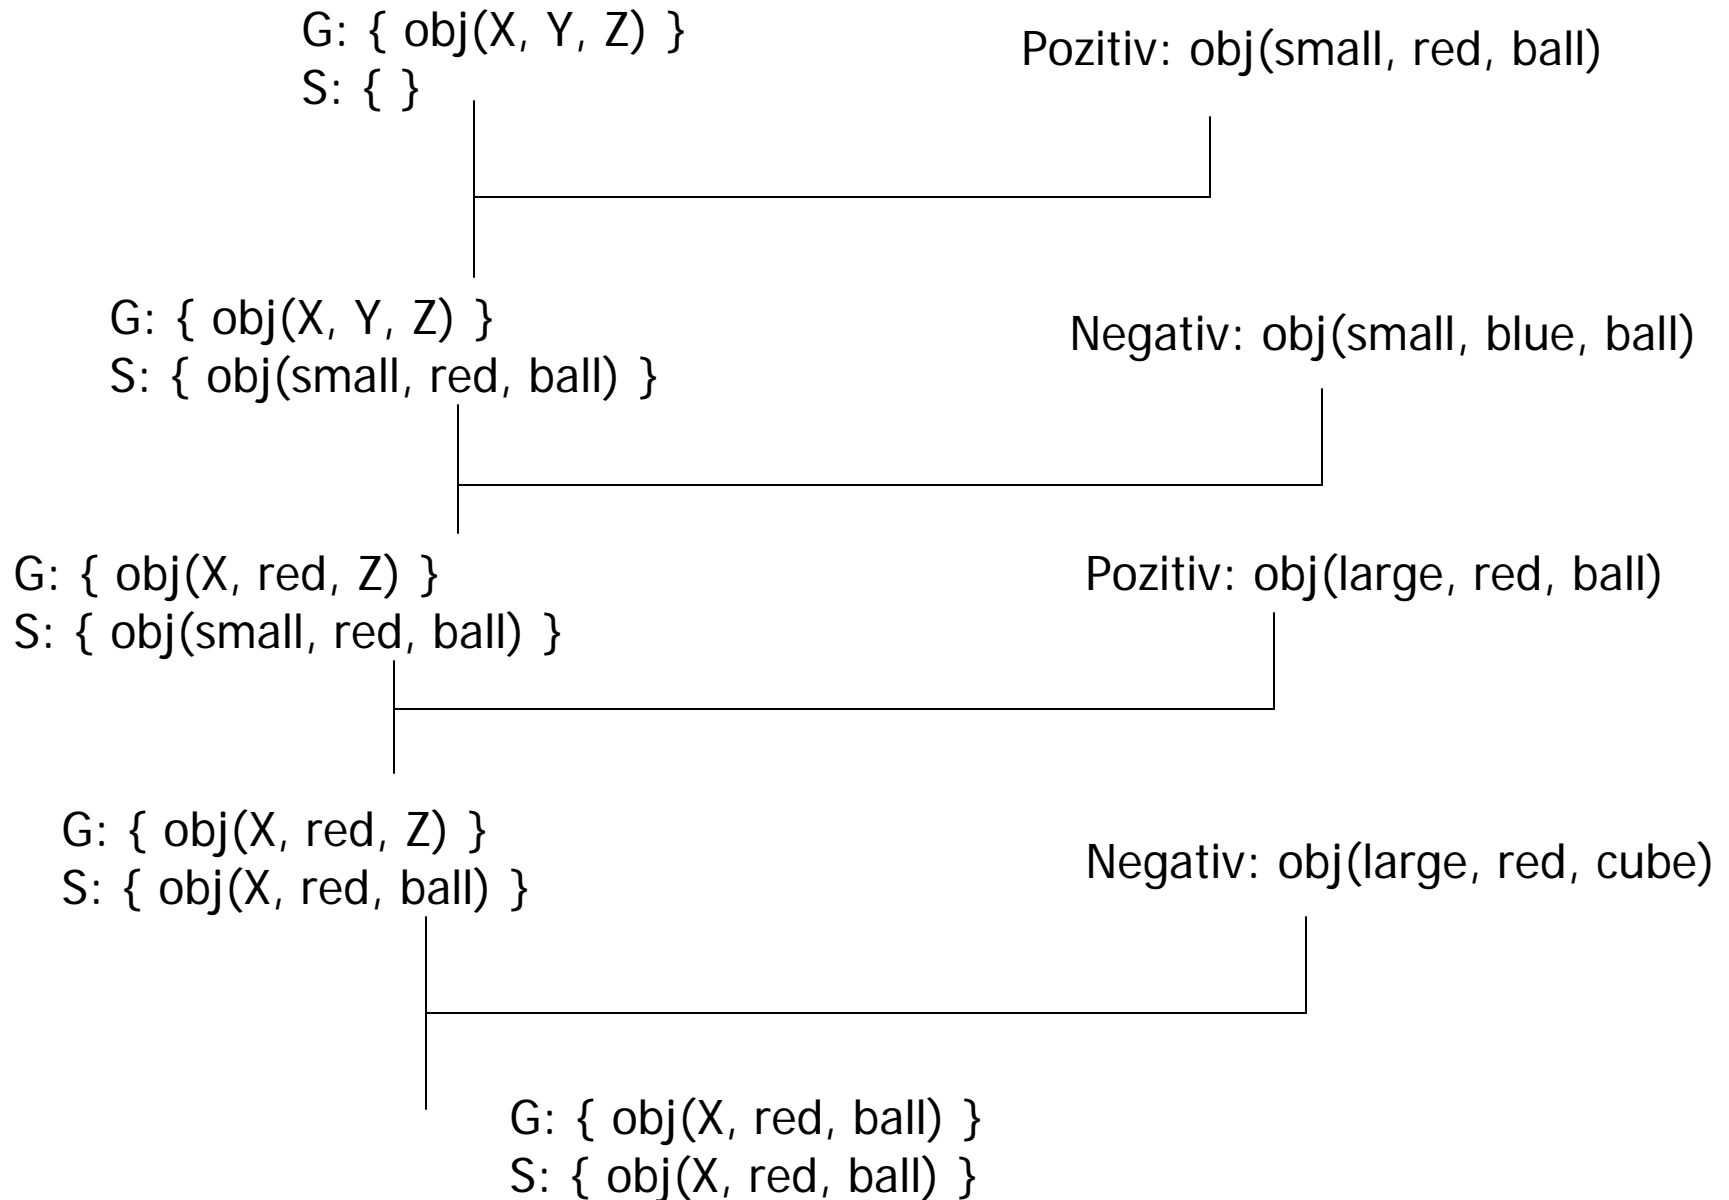 G: { obj(X, Y, Z) }
S: { }
Pozitiv: obj(small, red, ball)
G: { obj(X, Y, Z) }
S: { obj(small, red, ball) }
Negativ: obj(small, blue, ball)
G: { obj(X, red, Z) }
S: { obj(small, red, ball) }
Pozitiv: obj(large, red, ball)
G: { obj(X, red, Z) }
S: { obj(X, red, ball) }
Negativ: obj(large, red, cube)
G: { obj(X, red, ball) }
S: { obj(X, red, ball) }